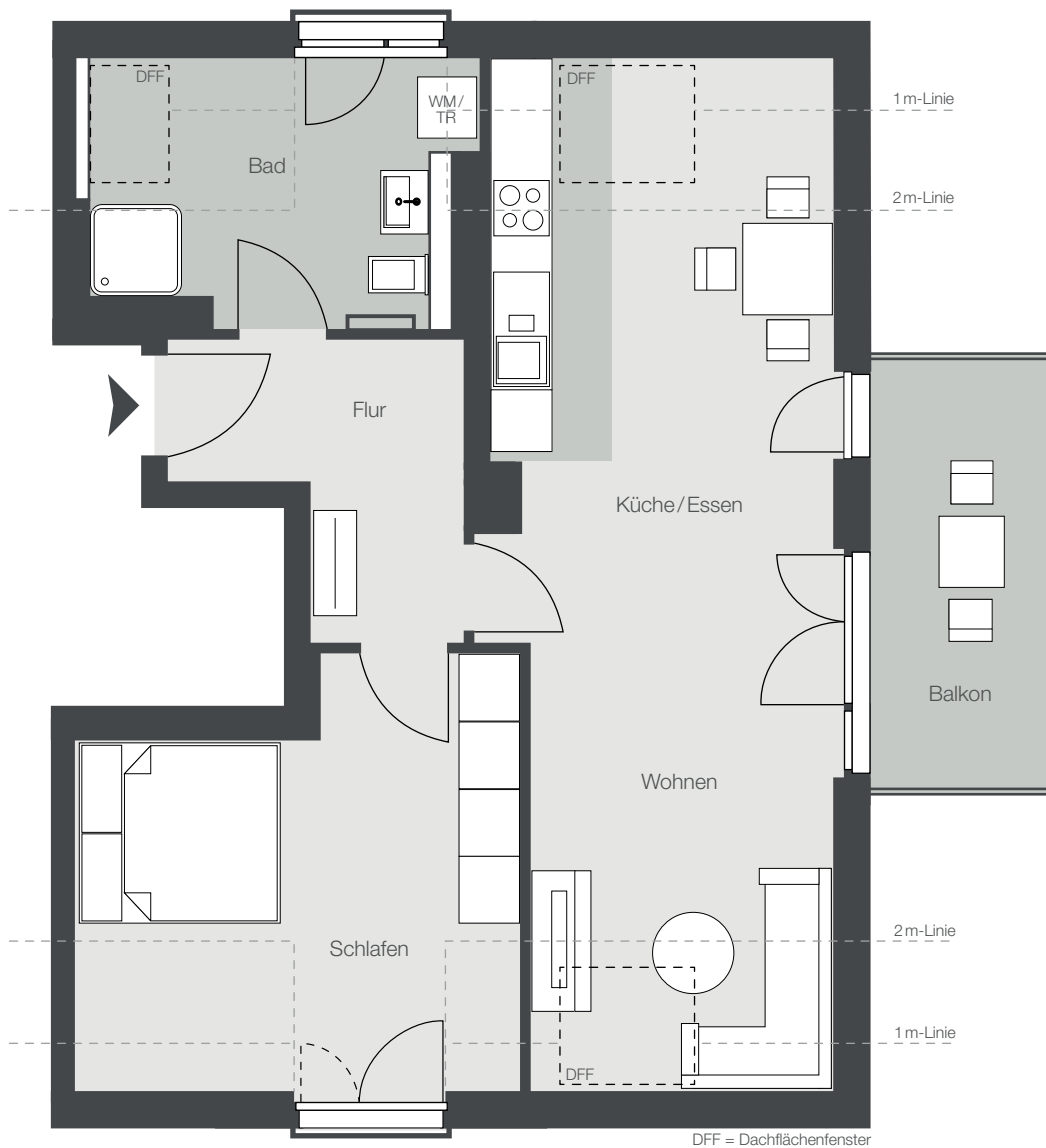 DFF
WM/
TR
DFF
1 m-Linie
Bad
2 m-Linie
Flur
Küche/Essen
Balkon
Wohnen
2 m-Linie
Schlafen
1 m-Linie
DFF
DFF = Dachflächenfenster